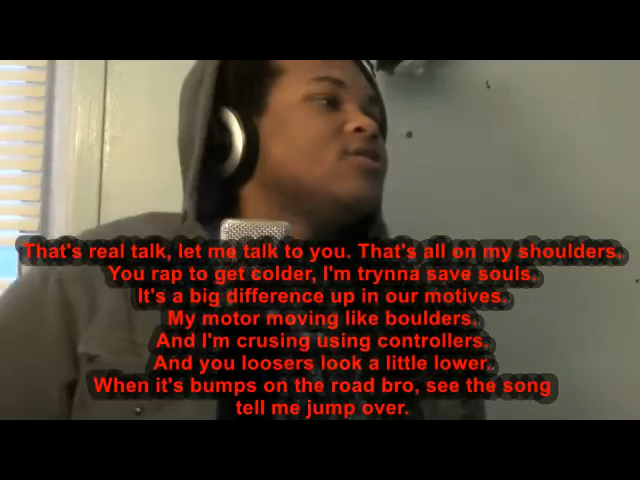 That's real talk, let me talk to you. That's all on my shoulders.
You rap to get colder, I'm trynna save souls.
It's a big difference up in our motives.
My motor moving like boulders.
And I'm crusing using controllers.
And you loosers look a little lower.
When it's bumps on the road bro, see the song
tell me jump over.